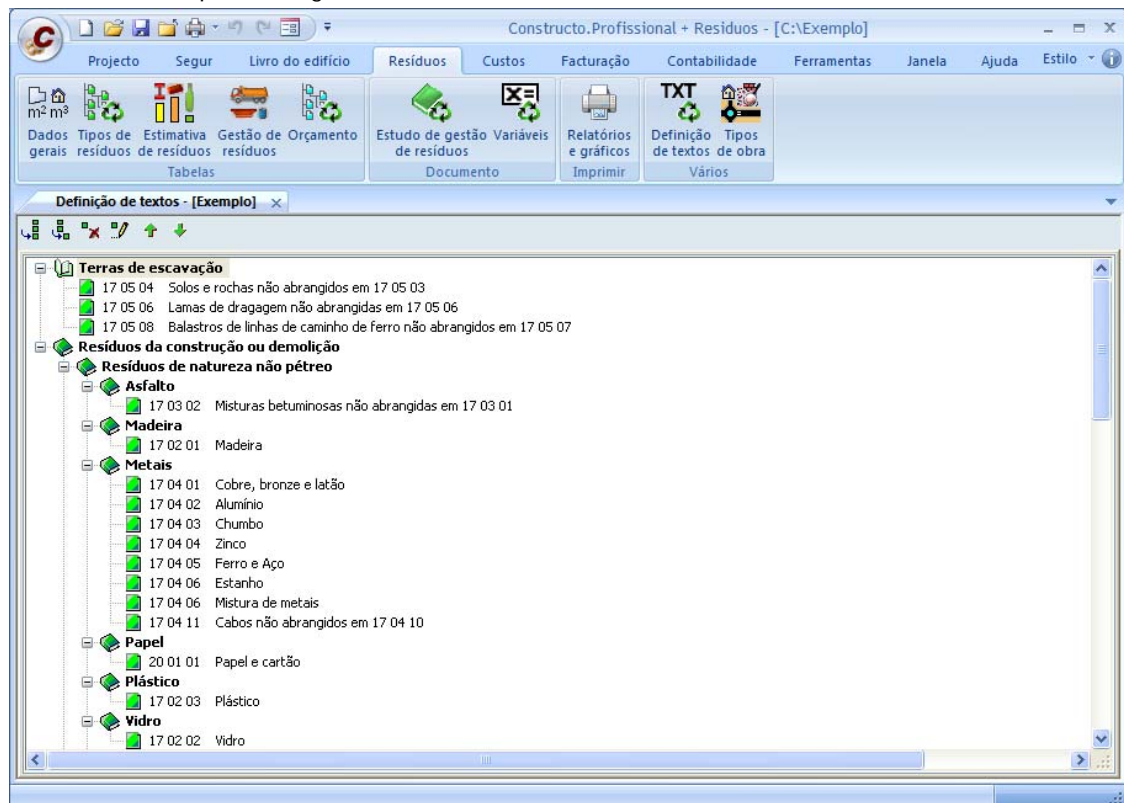 Constructo.Profissional + Resíduos - [C:\Exemplo]
Projecto Segur Livro do edifício Resíduos Custos Facturação Contabilidade Ferramentas Janela Ajuda Estilo
m² m³ TXT
Dados gerais Tipos de resíduos Estimativa de resíduos Gestão de resíduos Orçamento Estudo de gestão de resíduos Variáveis Relatórios e gráficos Definição de textos Tipos de obra
Tabelas Documento Imprimir Vários
Definição de textos - [Exemplo]
Terras de escavação
17 05 04 Solos e rochas não abrangidos em 17 05 03
17 05 06 Lamas de dragagem não abrangidas em 17 05 06
17 05 08 Balastros de linhas de caminho de ferro não abrangidos em 17 05 07
Resíduos da construção ou demolição
Resíduos de natureza não pétreo
Asfalto
17 03 02 Misturas betuminosas não abrangidas em 17 03 01
Madeira
17 02 01 Madeira
Metais
17 04 01 Cobre, bronze e latão
17 04 02 Alumínio
17 04 03 Chumbo
17 04 04 Zinco
17 04 05 Ferro e Aço
17 04 06 Estanho
17 04 06 Mistura de metais
17 04 11 Cabos não abrangidos em 17 04 10
Papel
20 01 01 Papel e cartão
Plástico
17 02 03 Plástico
Vidro
17 02 02 Vidro